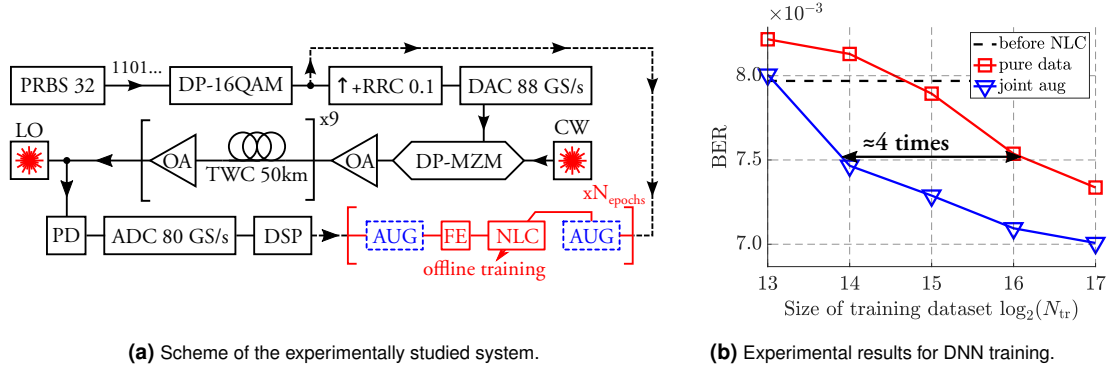 PRBS 32
1101...
DP-16QAM
↑+RRC 0.1
DAC 88 GS/s
LO
x9
CW
OA
TWC 50km
OA
DP-MZM
xN_epochs
PD
ADC 80 GS/s
DSP
AUG
FE
NLC
AUG
offline training
(a) Scheme of the experimentally studied system.
×10⁻³
before NLC
pure data
joint aug
8.0
7.5
7.0
BER
≈4 times
13 14 15 16 17
Size of training dataset log₂(N_tr)
(b) Experimental results for DNN training.